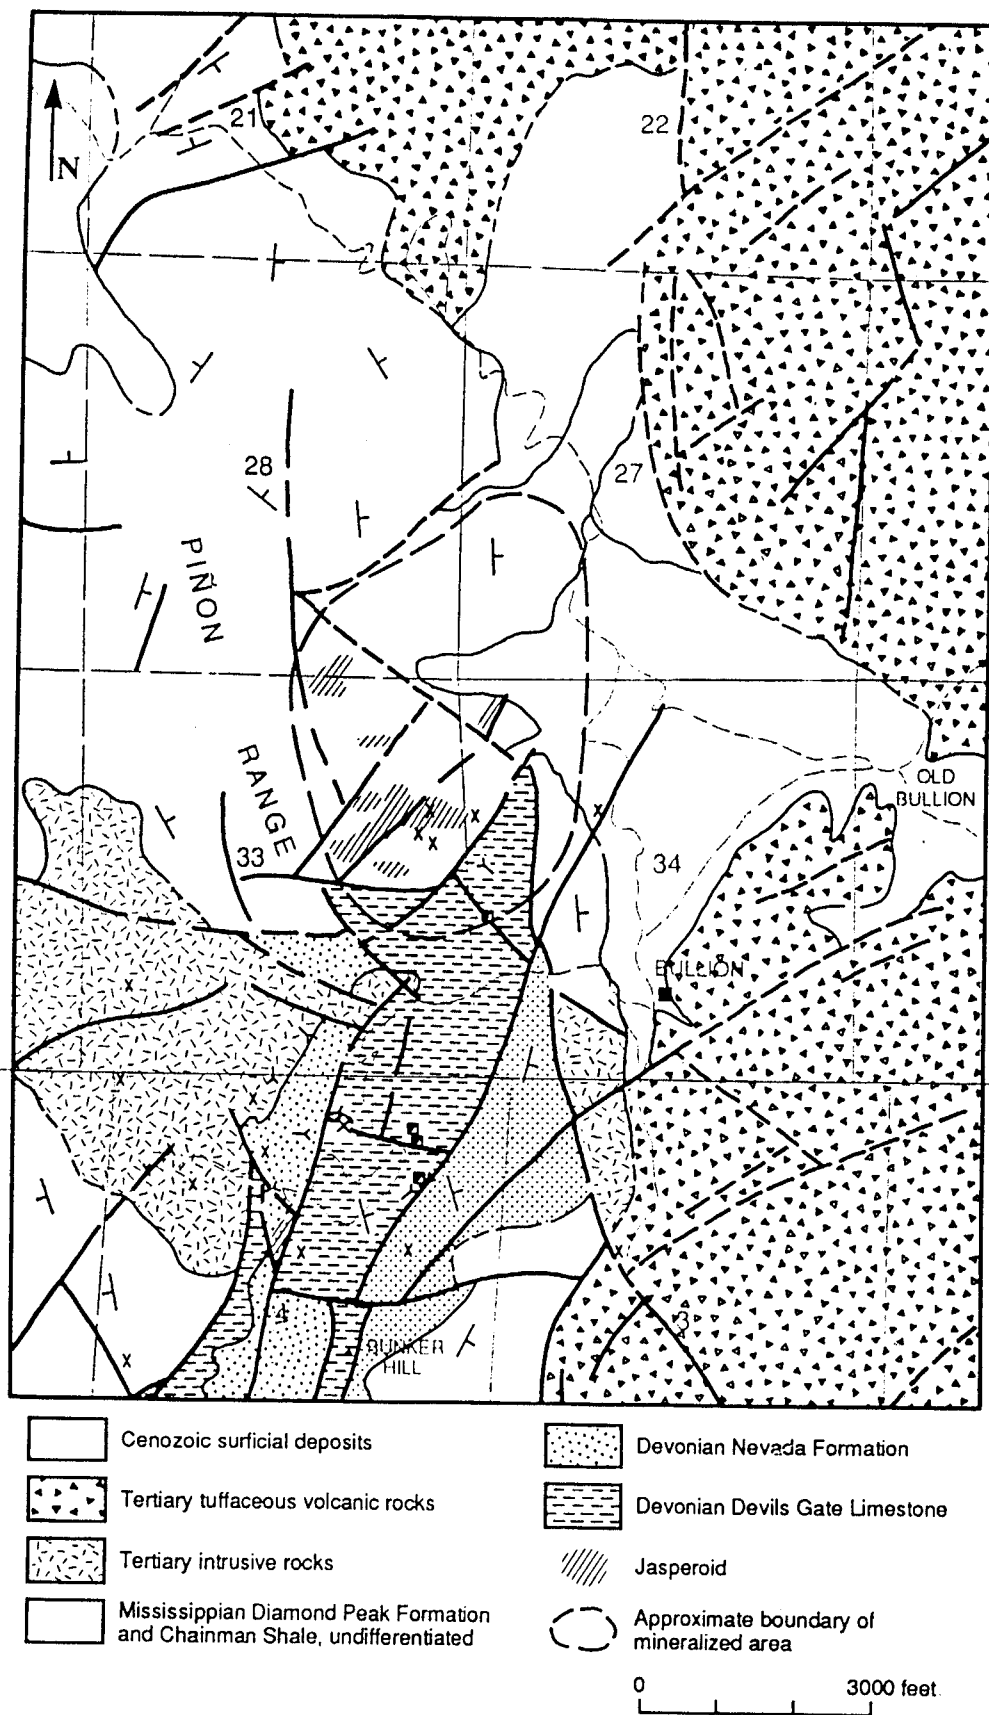 21
22
N
28
27
PIÑON
RANGE
OLD
BULLION
33
34
BULLION
4
3
BUNKER
HILL
Cenozoic surficial deposits
Tertiary tuffaceous volcanic rocks
Tertiary intrusive rocks
Mississippian Diamond Peak Formation
and Chainman Shale, undifferentiated
Devonian Nevada Formation
Devonian Devils Gate Limestone
Jasperoid
Approximate boundary of
mineralized area
0 3000 feet